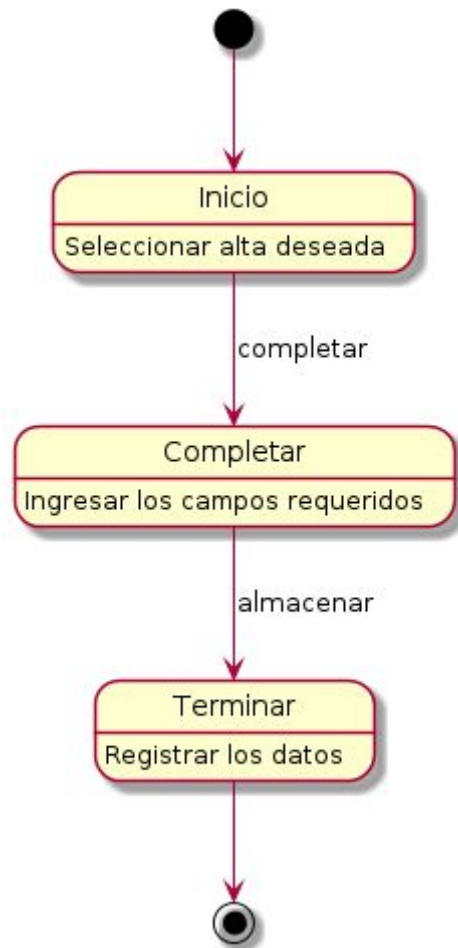 Inicio
Seleccionar alta deseada
completar
Completar
Ingresar los campos requeridos
almacenar
Terminar
Registrar los datos